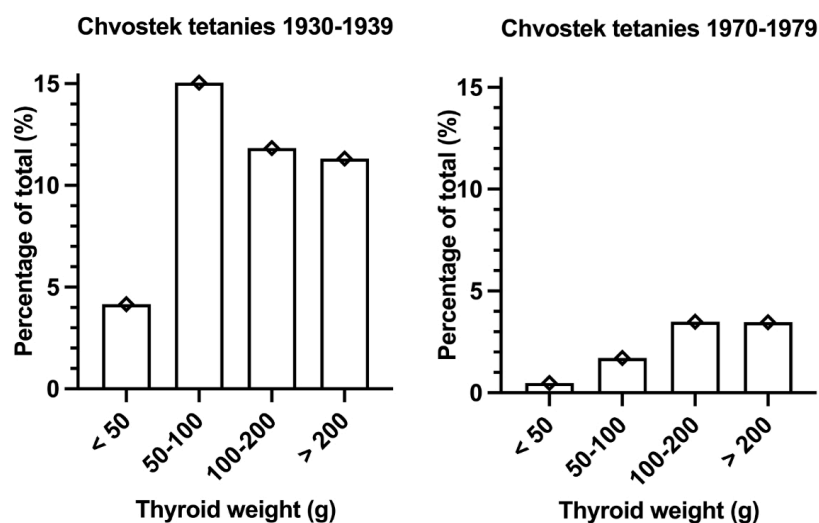 Chvostek tetanies 1930-1939
Percentage of total (%)
15
10
5
0
< 50
50-100
100-200
> 200
Thyroid weight (g)
Chvostek tetanies 1970-1979
Percentage of total (%)
15
10
5
0
< 50
50-100
100-200
> 200
Thyroid weight (g)